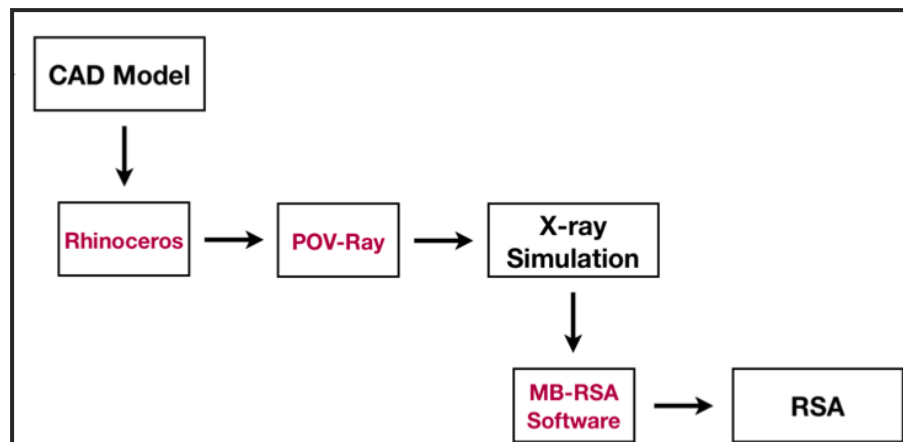 CAD Model
Rhinoceros
POV-Ray
X-ray
Simulation
MB-RSA
Software
RSA